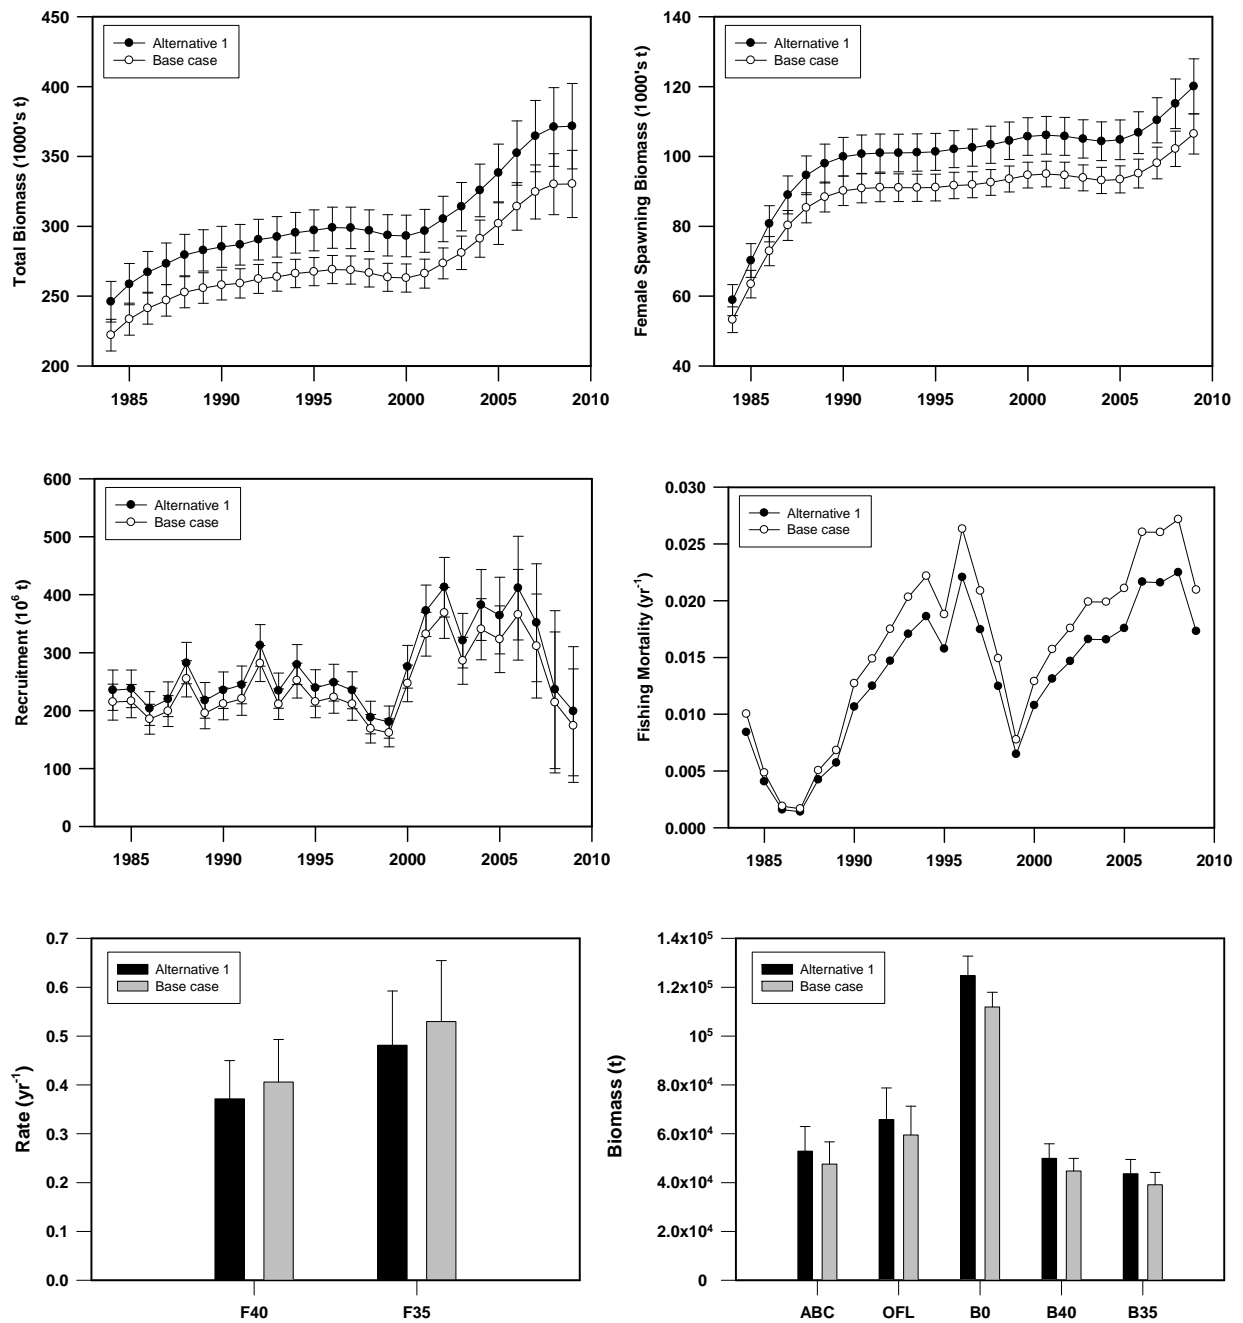 450
400
350
300
250
200
Total Biomass (1000's t)
Alternative 1
Base case
1985 1990 1995 2000 2005 2010
140
120
100
80
60
40
Female Spawning Biomass (1000's t)
Alternative 1
Base case
1985 1990 1995 2000 2005 2010
600
500
400
300
200
100
0
Recruitment (10⁶ t)
Alternative 1
Base case
1985 1990 1995 2000 2005 2010
0.030
0.025
0.020
0.015
0.010
0.005
0.000
Fishing Mortality (yr⁻¹)
Alternative 1
Base case
1985 1990 1995 2000 2005 2010
0.7
0.6
0.5
0.4
0.3
0.2
0.1
0.0
Rate (yr⁻¹)
Alternative 1
Base case
F40 F35
1.4x10⁵
1.2x10⁵
10⁵
8.0x10⁴
6.0x10⁴
4.0x10⁴
2.0x10⁴
0
Biomass (t)
Alternative 1
Base case
ABC OFL B0 B40 B35